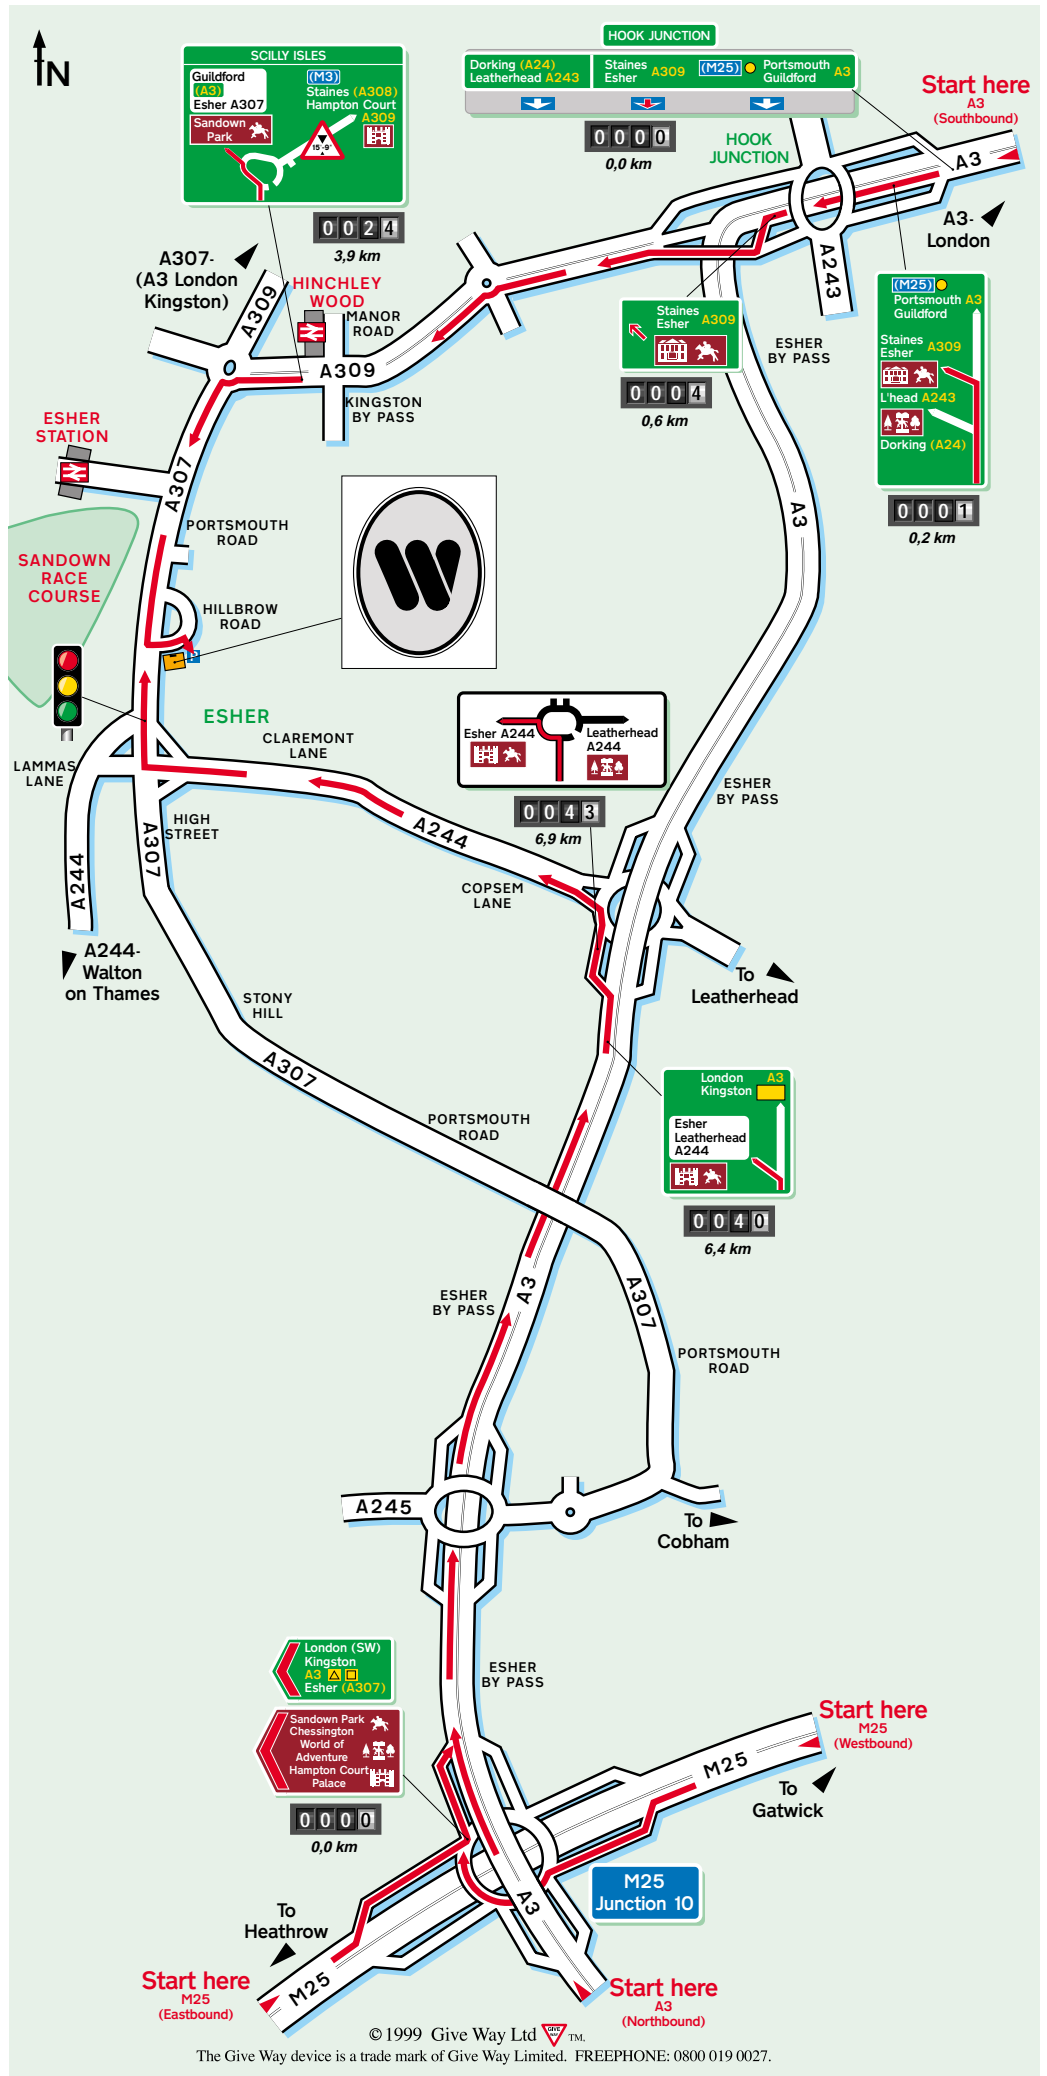 N
SCILLY ISLES
Guildford
(A3)
Esher A307
Sandown
Park
(M3)
Staines (A308)
Hampton Court
A309
15'-9"
0024
3,9 km
HOOK JUNCTION
Dorking (A24)
Leatherhead A243
Staines
Esher
A309
(M25)
Portsmouth
Guildford
A3
0000
0,0 km
HOOK
JUNCTION
Start here
A3
(Southbound)
A3
A3-
London
A243
(M25)
Portsmouth A3
Guildford
Staines
Esher
A309
L'head A243
Dorking (A24)
0001
0,2 km
Staines
Esher
A309
0004
0,6 km
ESHER
BY PASS
A307-
(A3 London
Kingston)
A309
HINCHLEY
WOOD
MANOR
ROAD
A309
KINGSTON
BY PASS
ESHER
STATION
A307
PORTSMOUTH
ROAD
SANDOWN
RACE
COURSE
HILLBROW
ROAD
P
W
A3
ESHER
CLAREMONT
LANE
LAMMAS
LANE
HIGH
STREET
A307
A244
A244
COPSEM
LANE
Esher A244
Leatherhead
A244
0043
6,9 km
ESHER
BY PASS
A244-
Walton
on Thames
To
Leatherhead
STONY
HILL
A307
PORTSMOUTH
ROAD
London
Kingston
A3
Esher
Leatherhead
A244
0040
6,4 km
ESHER
BY PASS
A3
A307
PORTSMOUTH
ROAD
A245
To
Cobham
London (SW)
Kingston
A3
Esher (A307)
Sandown Park
Chessington
World of
Adventure
Hampton Court
Palace
0000
0,0 km
ESHER
BY PASS
Start here
M25
(Westbound)
M25
To
Gatwick
M25
Junction 10
A3
To
Heathrow
Start here
M25
(Eastbound)
M25
Start here
A3
(Northbound)
© 1999 Give Way Ltd GIVE WAY TM.
The Give Way device is a trade mark of Give Way Limited. FREEPHONE: 0800 019 0027.